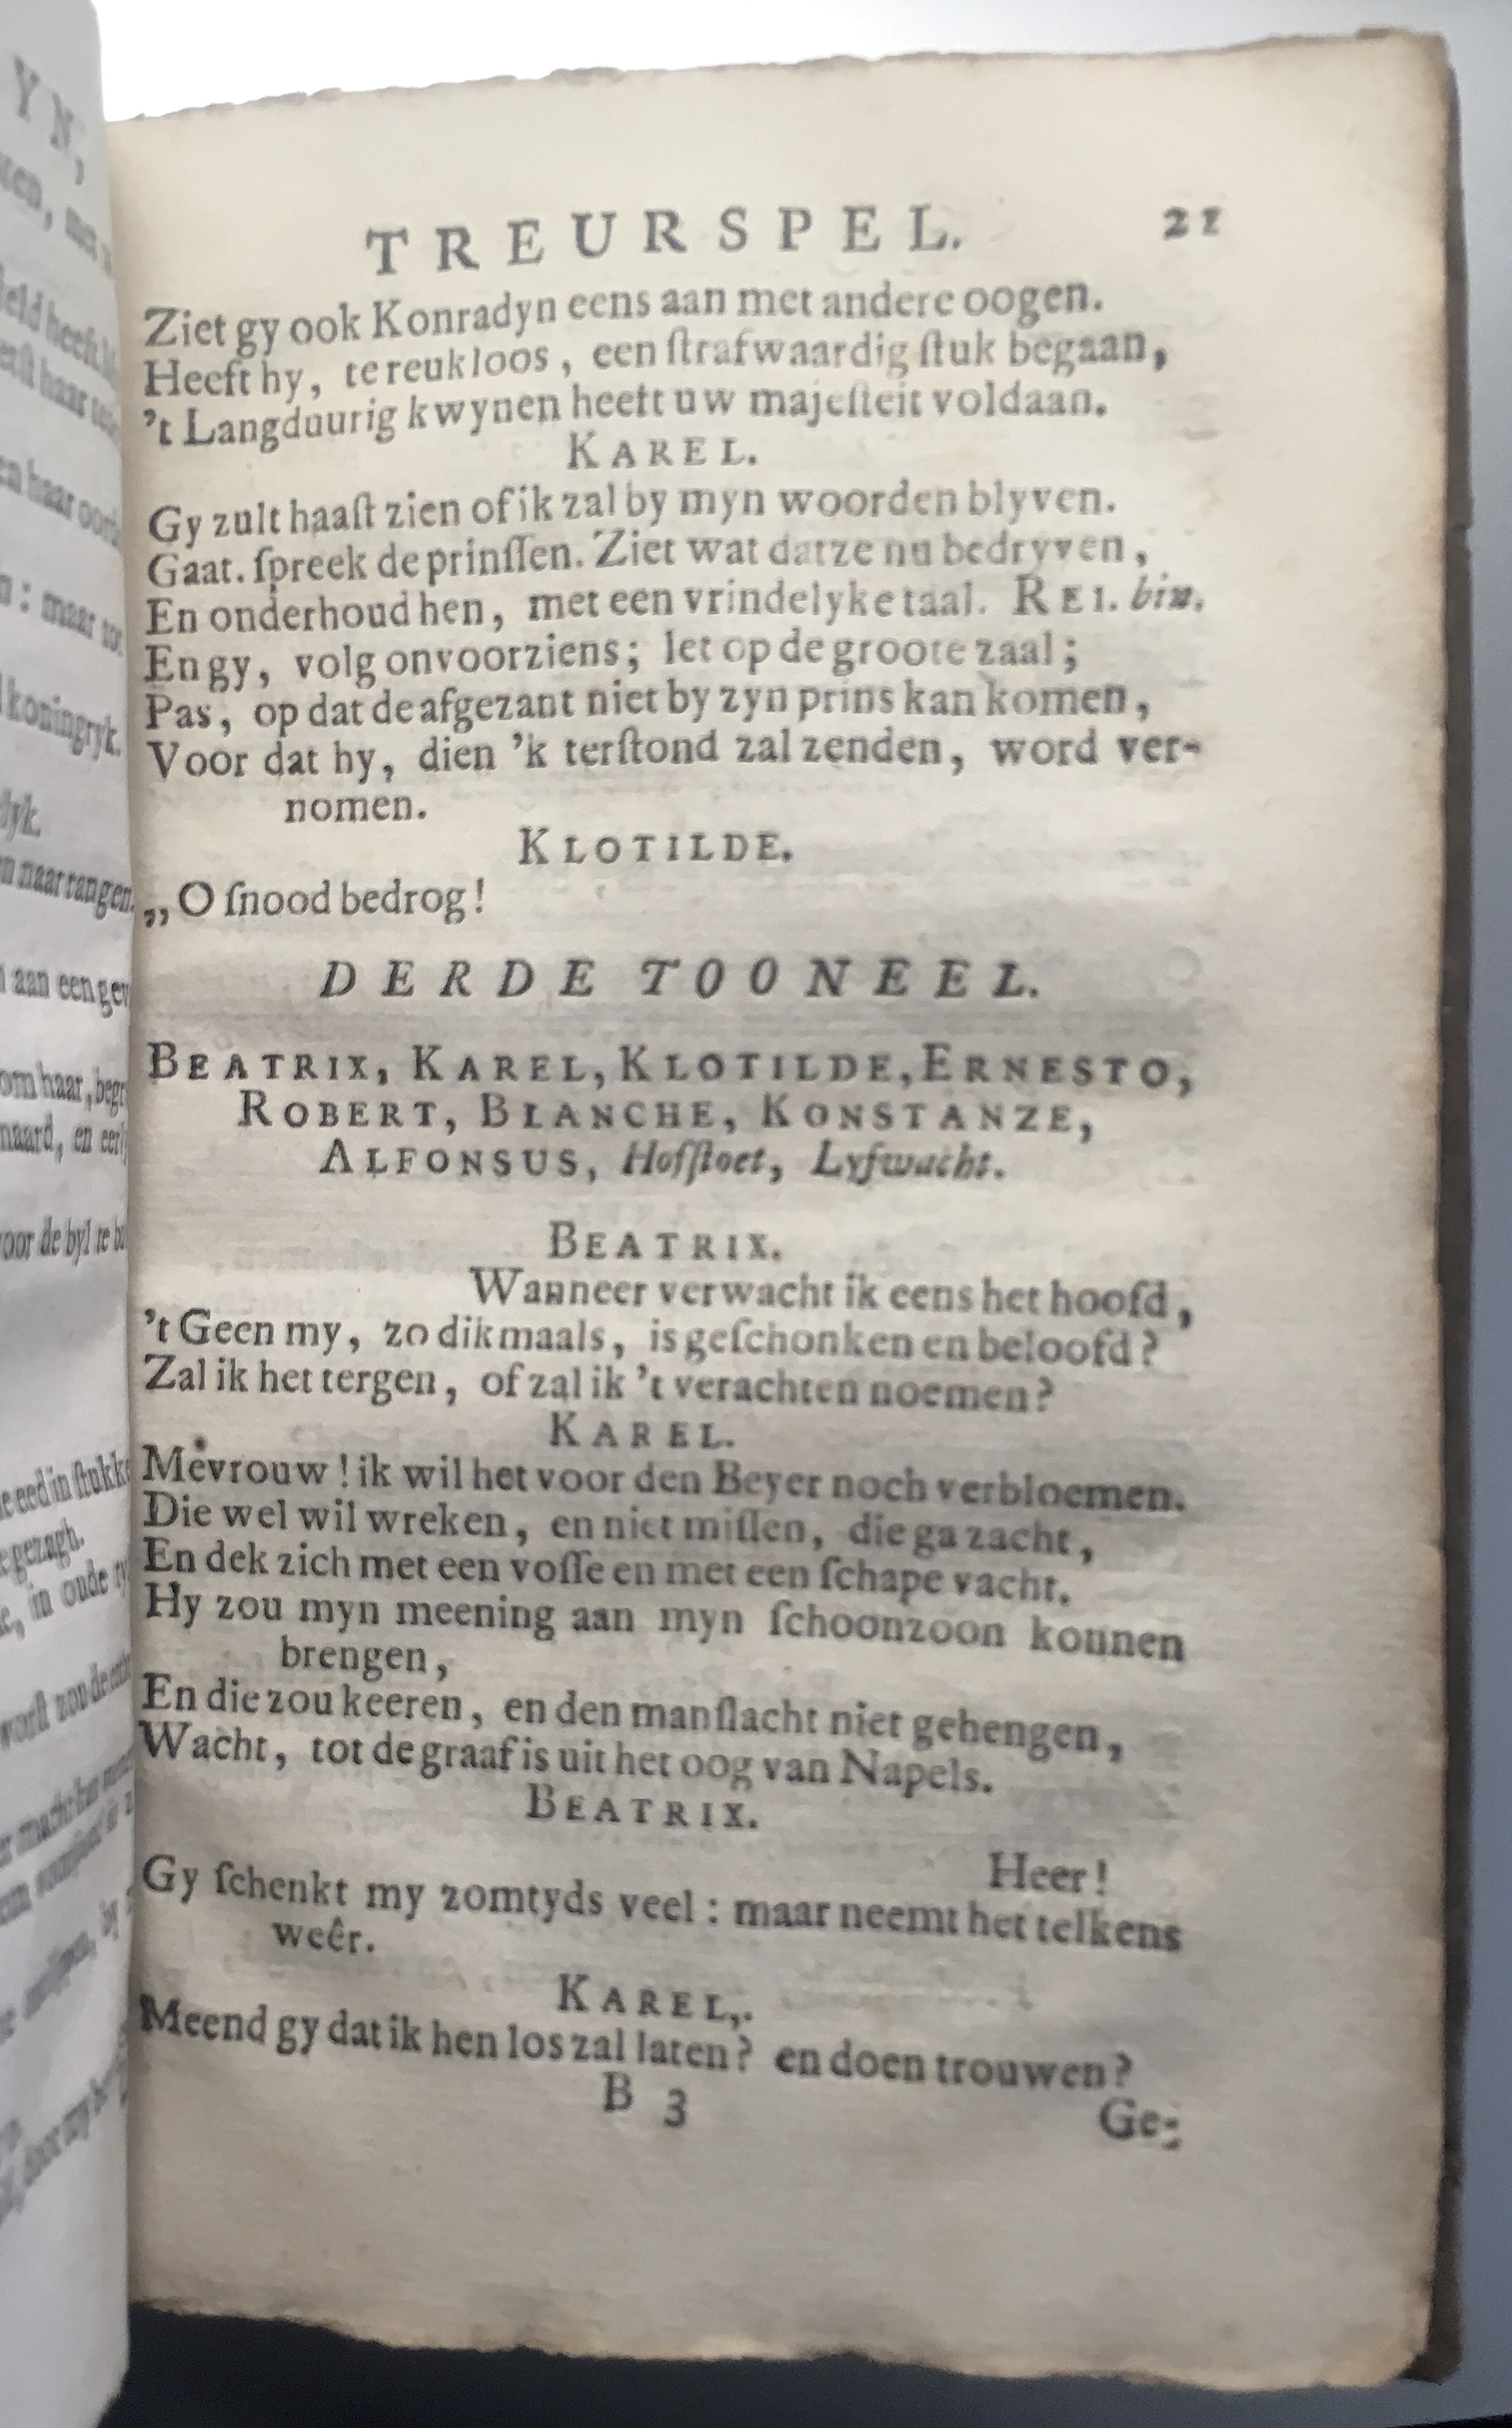 TREURSPEL. 21
Ziet gy ook Konradyn eens aan met andere oogen.
Heeft hy, te reukloos, een ſtrafwaardig ſtuk begaan,
't Langduurig kwynen heeft uw majeſteit voldaan.
KAREL.
Gy zult haaſt zien of ik zal by myn woorden blyven.
Gaat. ſpreek de prinſſen. Ziet wat datze nu bedryven,
En onderhoud hen, met een vrindelyke taal. REI. bin.
En gy, volg onvoorziens; let op de groote zaal;
Pas, op dat de afgezant niet by zyn prins kan komen,
Voor dat hy, dien 'k terſtond zal zenden, word ver-
nomen.
KLOTILDE.
„O ſnood bedrog!
DERDE TOONEEL.
BEATRIX, KAREL, KLOTILDE, ERNESTO,
ROBERT, BLANCHE, KONSTANZE,
ALFONSUS, Hofſtoet, Lyfwacht.
BEATRIX.
Wanneer verwacht ik eens het hoofd,
't Geen my, zo dikmaals, is geſchonken en beloofd?
Zal ik het tergen, of zal ik 't verachten noemen?
KAREL.
Mevrouw! ik wil het voor den Beyer noch verbloemen.
Die wel wil wreken, en niet miſſen, die ga zacht,
En dek zich met een voſſe en met een ſchape vacht.
Hy zou myn meening aan myn ſchoonzoon konnen
brengen,
En die zou keeren, en den manſlacht niet gehengen,
Wacht, tot de graaf is uit het oog van Napels.
BEATRIX.
Heer!
Gy ſchenkt my zomtyds veel: maar neemt het telkens
weêr.
KAREL,.
Meend gy dat ik hen los zal laten? en doen trouwen?
B 3
Ge-